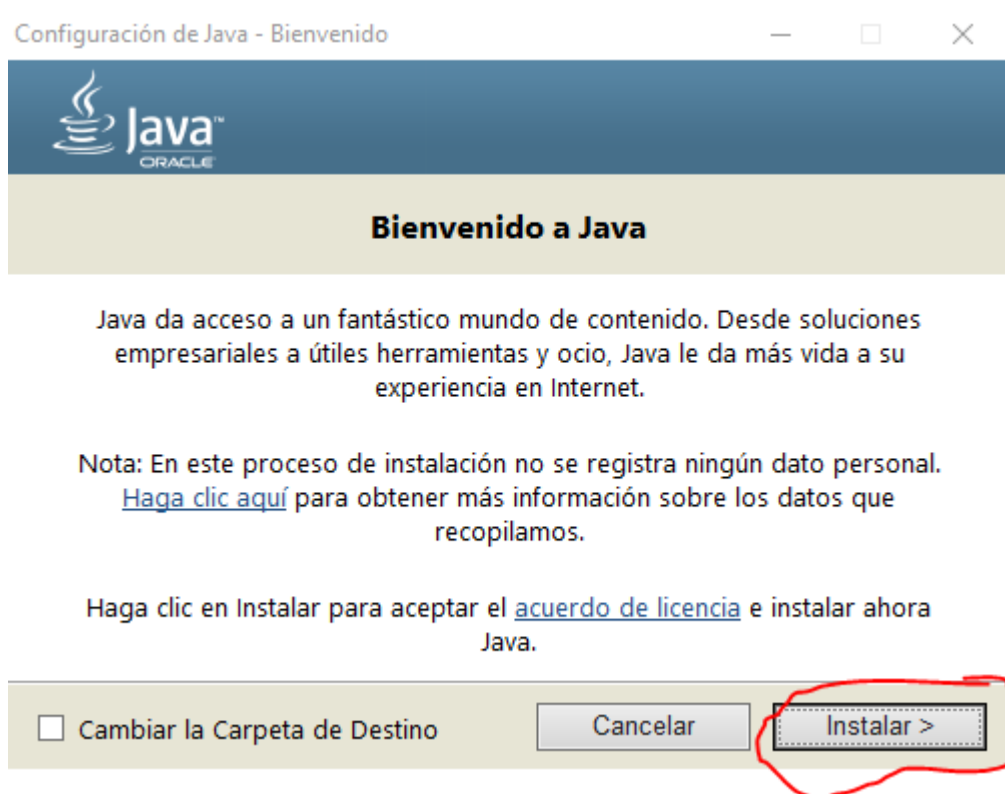 Configuración de Java - Bienvenido
Java™
ORACLE
Bienvenido a Java
Java da acceso a un fantástico mundo de contenido. Desde soluciones
empresariales a útiles herramientas y ocio, Java le da más vida a su
experiencia en Internet.
Nota: En este proceso de instalación no se registra ningún dato personal.
Haga clic aquí para obtener más información sobre los datos que
recopilamos.
Haga clic en Instalar para aceptar el acuerdo de licencia e instalar ahora
Java.
Cambiar la Carpeta de Destino
Cancelar
Instalar >